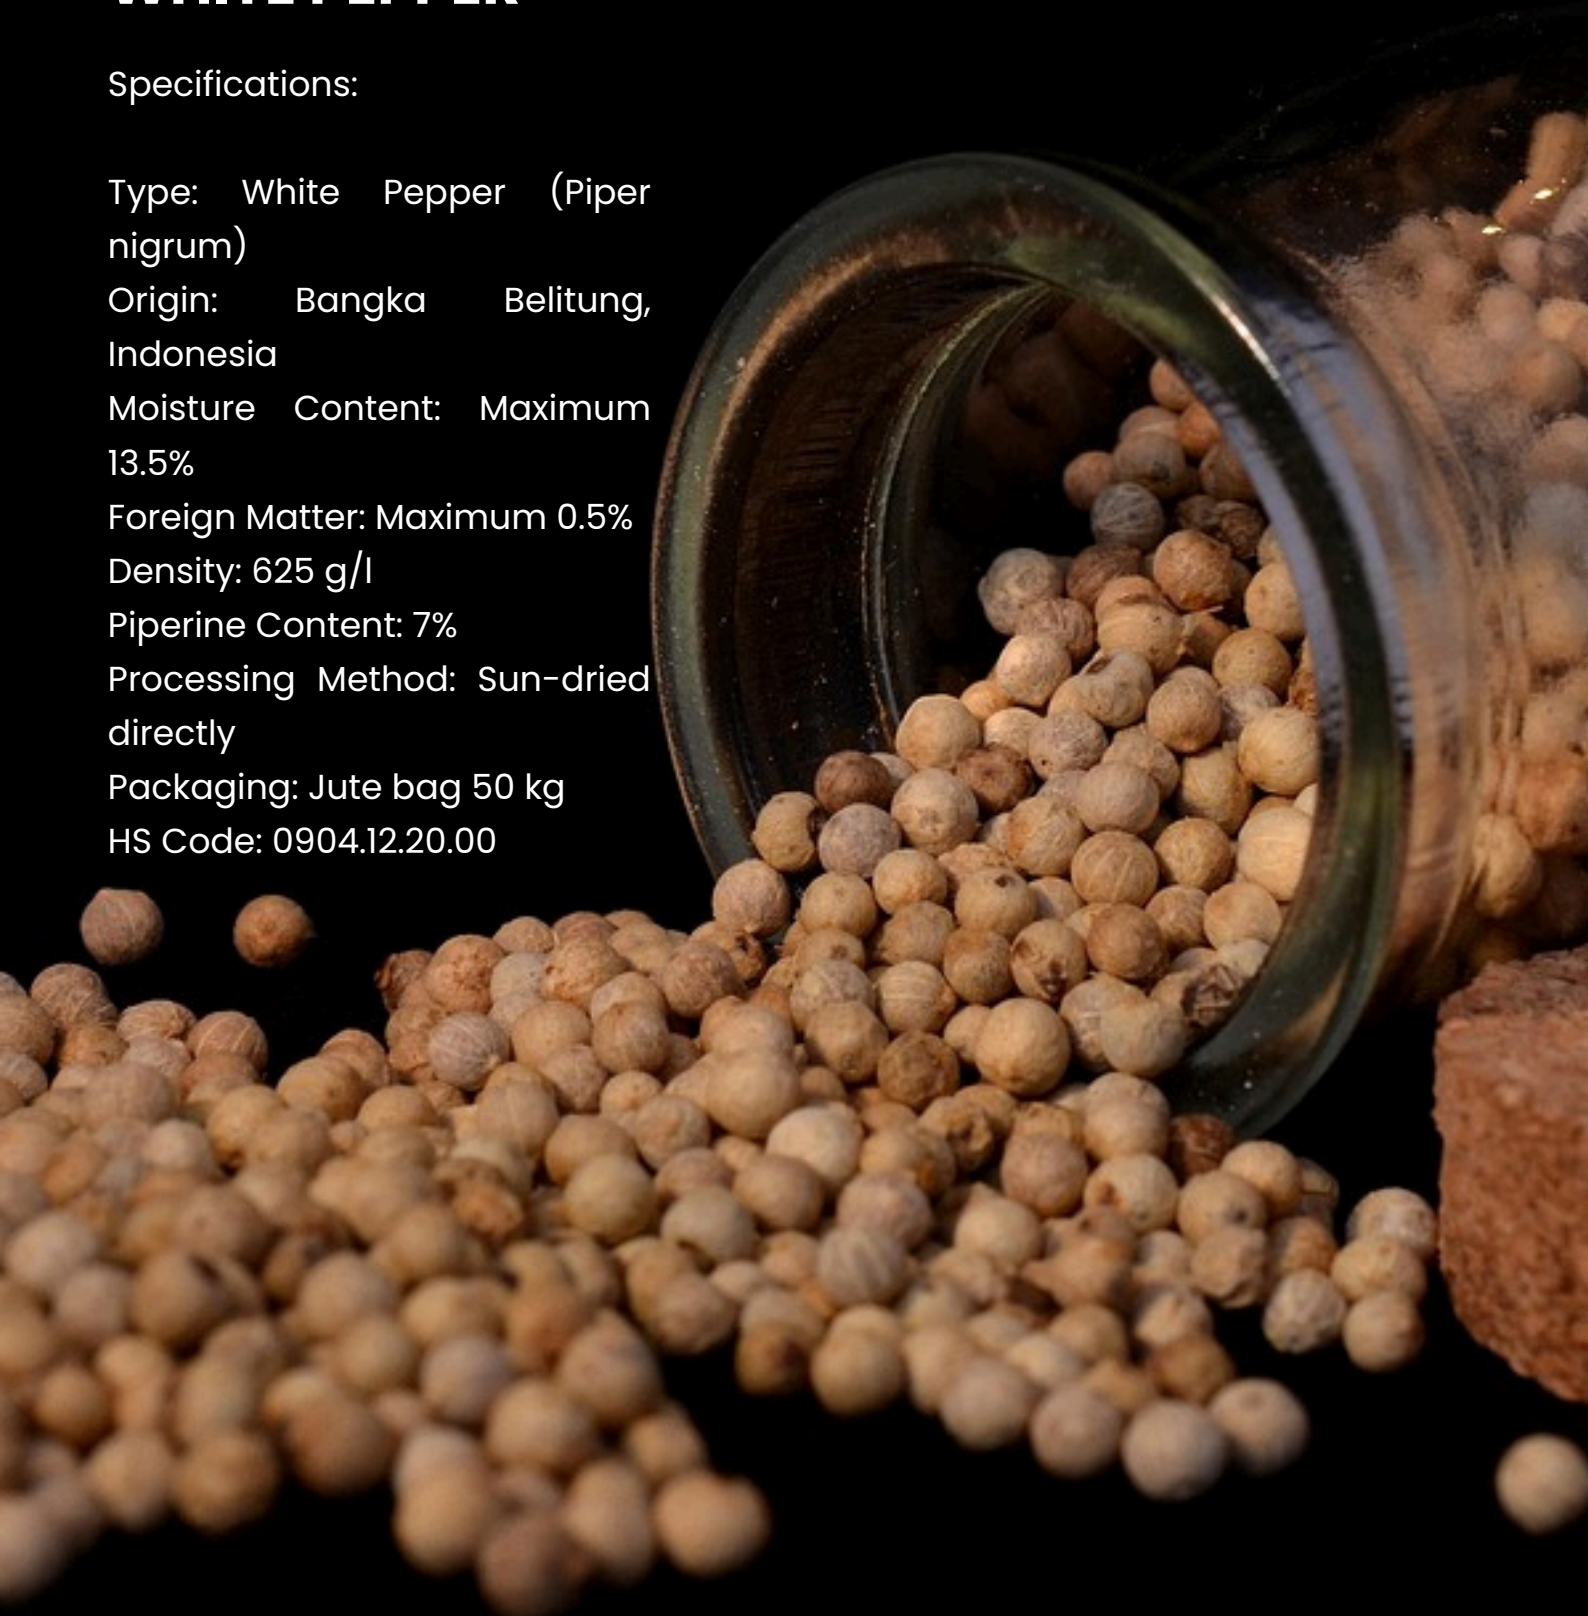 WHITE PEPPER
Specifications:
Type: White Pepper (Piper
nigrum)
Origin: Bangka Belitung,
Indonesia
Moisture Content: Maximum
13.5%
Foreign Matter: Maximum 0.5%
Density: 625 g/l
Piperine Content: 7%
Processing Method: Sun-dried
directly
Packaging: Jute bag 50 kg
HS Code: 0904.12.20.00